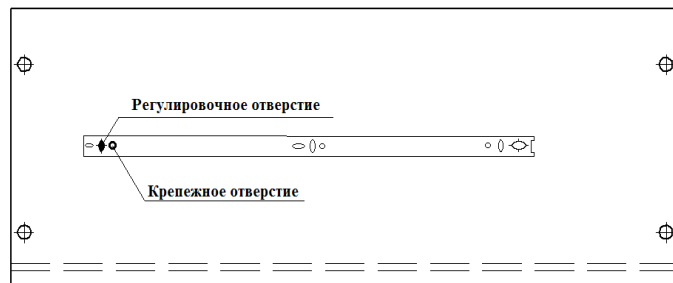 Регулировочное отверстие
Крепежное отверстие